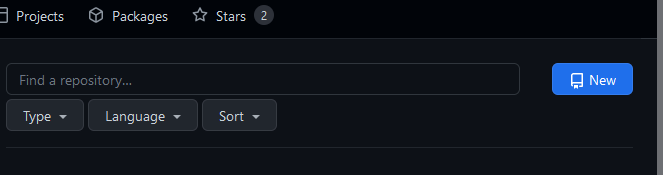 Projects Packages Stars 2
Find a repository...
New
Type Language Sort